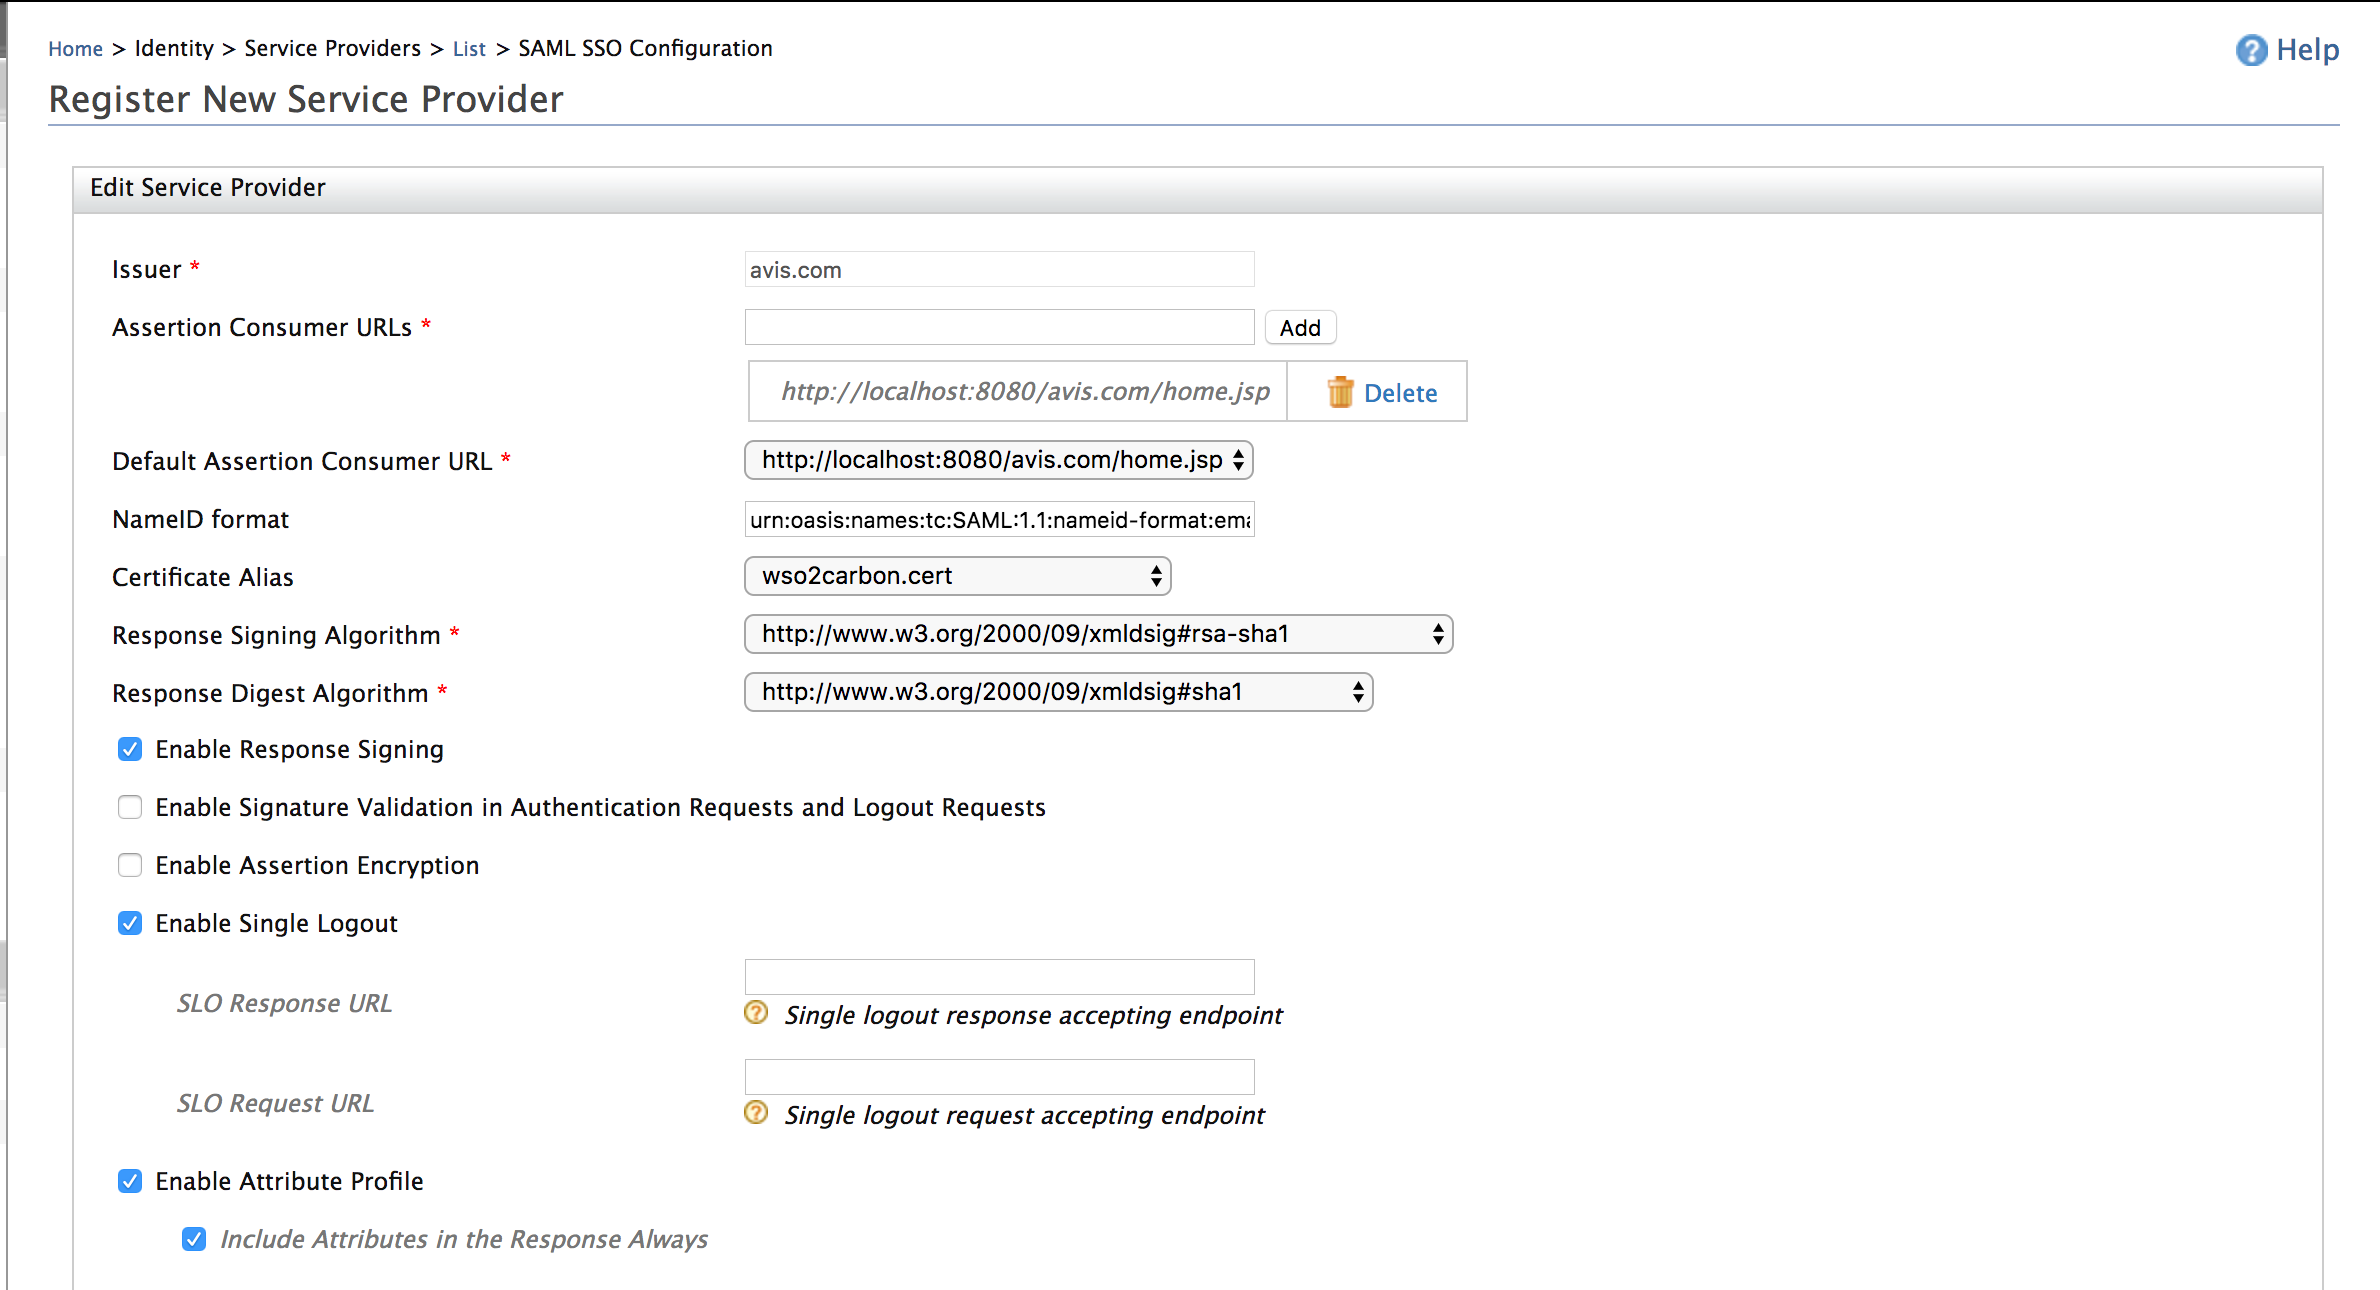 Home > Identity > Service Providers > List > SAML SSO Configuration
Help
Register New Service Provider
Edit Service Provider
Issuer *
avis.com
Assertion Consumer URLs *
Add
http://localhost:8080/avis.com/home.jsp
Delete
Default Assertion Consumer URL *
http://localhost:8080/avis.com/home.jsp
NameID format
urn:oasis:names:tc:SAML:1.1:nameid-format:ema
Certificate Alias
wso2carbon.cert
Response Signing Algorithm *
http://www.w3.org/2000/09/xmldsig#rsa-sha1
Response Digest Algorithm *
http://www.w3.org/2000/09/xmldsig#sha1
Enable Response Signing
Enable Signature Validation in Authentication Requests and Logout Requests
Enable Assertion Encryption
Enable Single Logout
SLO Response URL
Single logout response accepting endpoint
SLO Request URL
Single logout request accepting endpoint
Enable Attribute Profile
Include Attributes in the Response Always